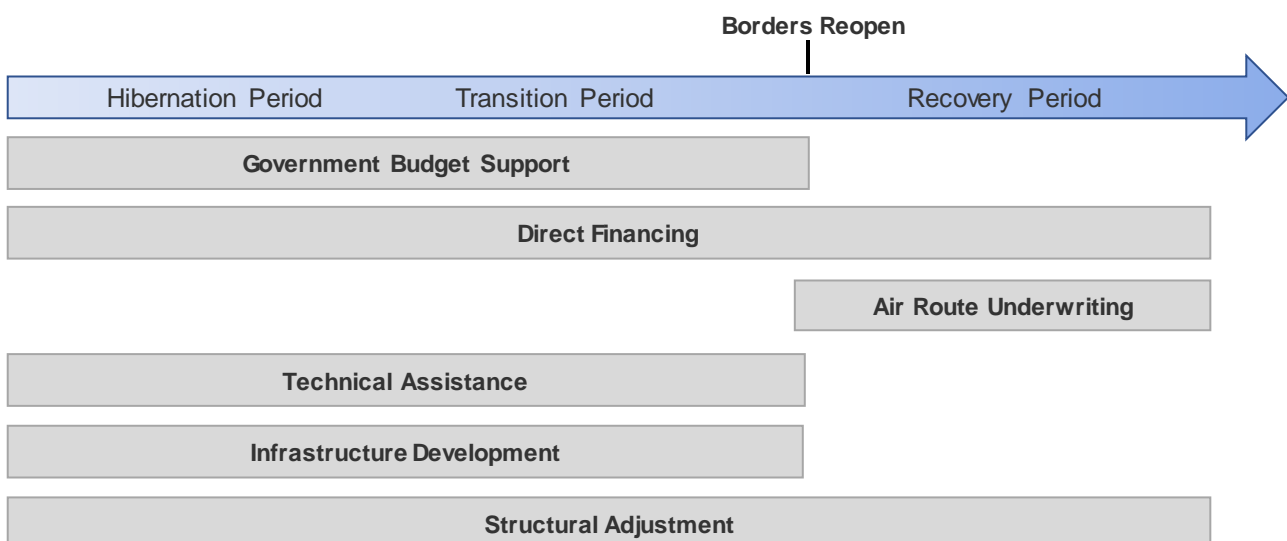 Borders Reopen
Hibernation Period Transition Period Recovery Period
Government Budget Support
Direct Financing
Air Route Underwriting
Technical Assistance
Infrastructure Development
Structural Adjustment